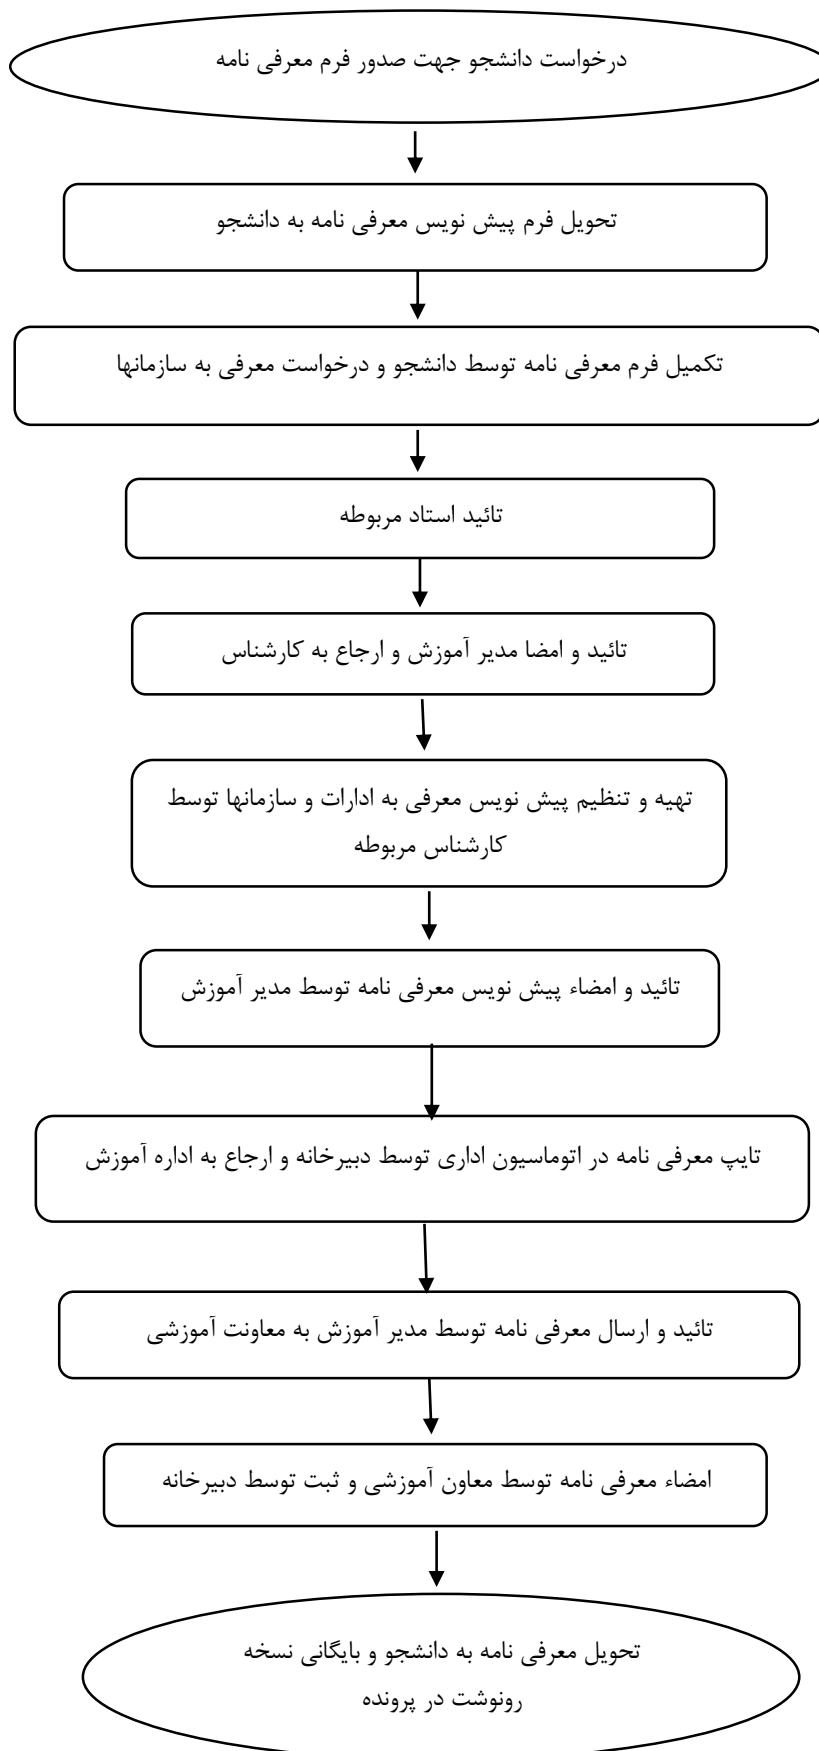 درخواست دانشجو جهت صدور فرم معرفی نامه
تحویل فرم پیش نویس معرفی نامه به دانشجو
تکمیل فرم معرفی نامه توسط دانشجو و درخواست معرفی به سازمانها
تائید استاد مربوطه
تائید و امضا مدیر آموزش و ارجاع به کارشناس
تهیه و تنظیم پیش نویس معرفی به ادارات و سازمانها توسط
کارشناس مربوطه
تائید و امضاء پیش نویس معرفی نامه توسط مدیر آموزش
تایپ معرفی نامه در اتوماسیون اداری توسط دبیرخانه و ارجاع به اداره آموزش
تائید و ارسال معرفی نامه توسط مدیر آموزش به معاونت آموزشی
امضاء معرفی نامه توسط معاون آموزشی و ثبت توسط دبیرخانه
تحویل معرفی نامه به دانشجو و بایگانی نسخه
رونوشت در پرونده